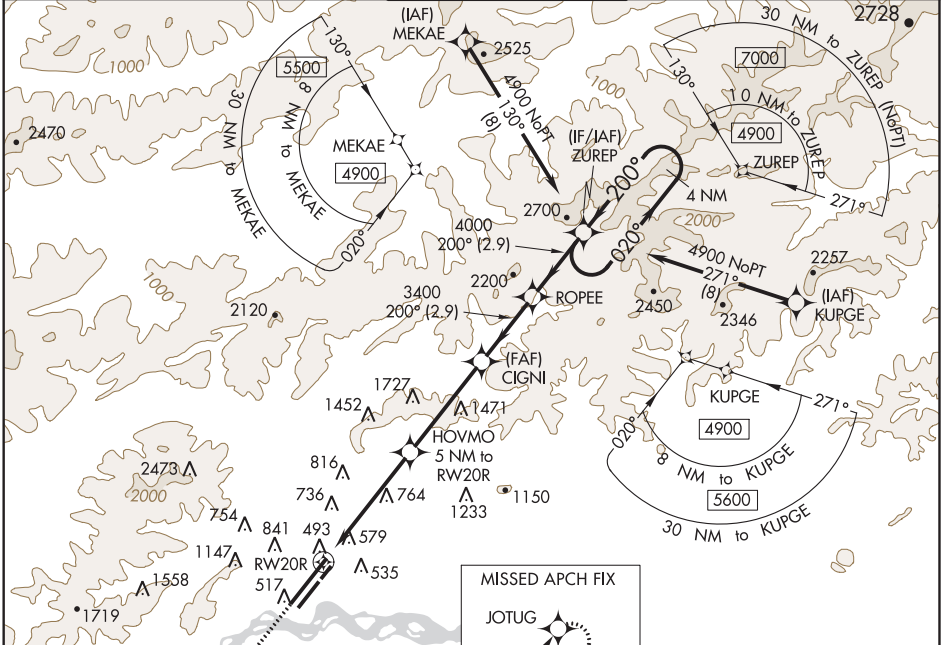 (IAF)
MEKAE
2525
30 NM to ZUREP (NoPT)
2728
130°
1000
5500
8 NM to MEKAE
30 NM to MEKAE
4900 NoPT
130°
(8)
1000
7000
130°
10 NM to ZUREP
4900
ZUREP
271°
2470
MEKAE
4900
020°
(IF/IAF)
ZUREP
200°
4 NM
2700
020°
2000
4000
200° (2.9)
4900 NoPT
271°
(8)
2257
(IAF)
KUPGE
1000
2200
ROPEE
2450
2346
3400
200° (2.9)
2120
(FAF)
CIGNI
KUPGE
271°
020°
4900
8 NM to KUPGE
5600
30 NM to KUPGE
1727
1452
1471
HOVMO
5 NM to
RW20R
2473
2000
816
736
764
1233
1150
754
841
493
579
1147
RW20R
535
517
1558
1719
MISSED APCH FIX
JOTUG